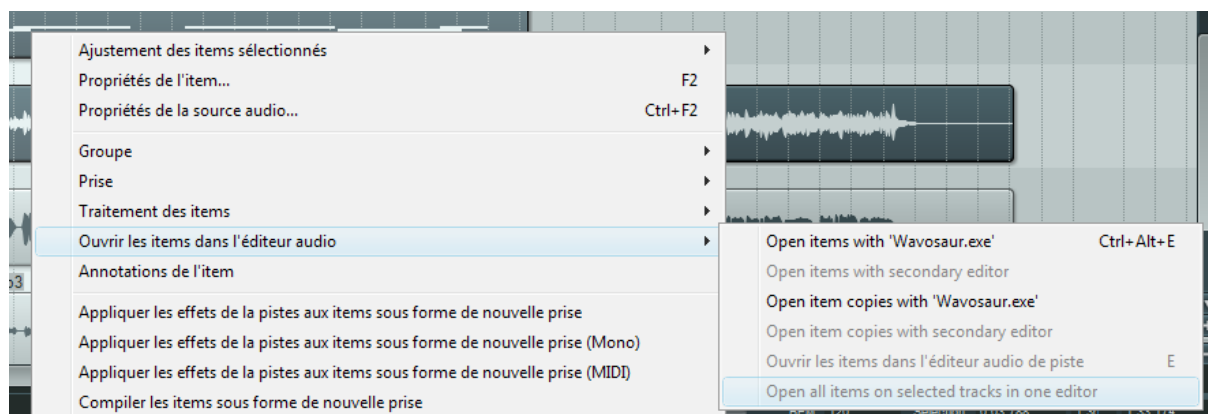 Ajustement des items sélectionnés
Propriétés de l'item... F2
Propriétés de la source audio... Ctrl+F2
Groupe
Prise
Traitement des items
Ouvrir les items dans l'éditeur audio
Annotations de l'item
Appliquer les effets de la pistes aux items sous forme de nouvelle prise
Appliquer les effets de la pistes aux items sous forme de nouvelle prise (Mono)
Appliquer les effets de la pistes aux items sous forme de nouvelle prise (MIDI)
Compiler les items sous forme de nouvelle prise
Open items with 'Wavosaur.exe' Ctrl+Alt+E
Open items with secondary editor
Open item copies with 'Wavosaur.exe'
Open item copies with secondary editor
Ouvrir les items dans l'éditeur audio de piste E
Open all items on selected tracks in one editor